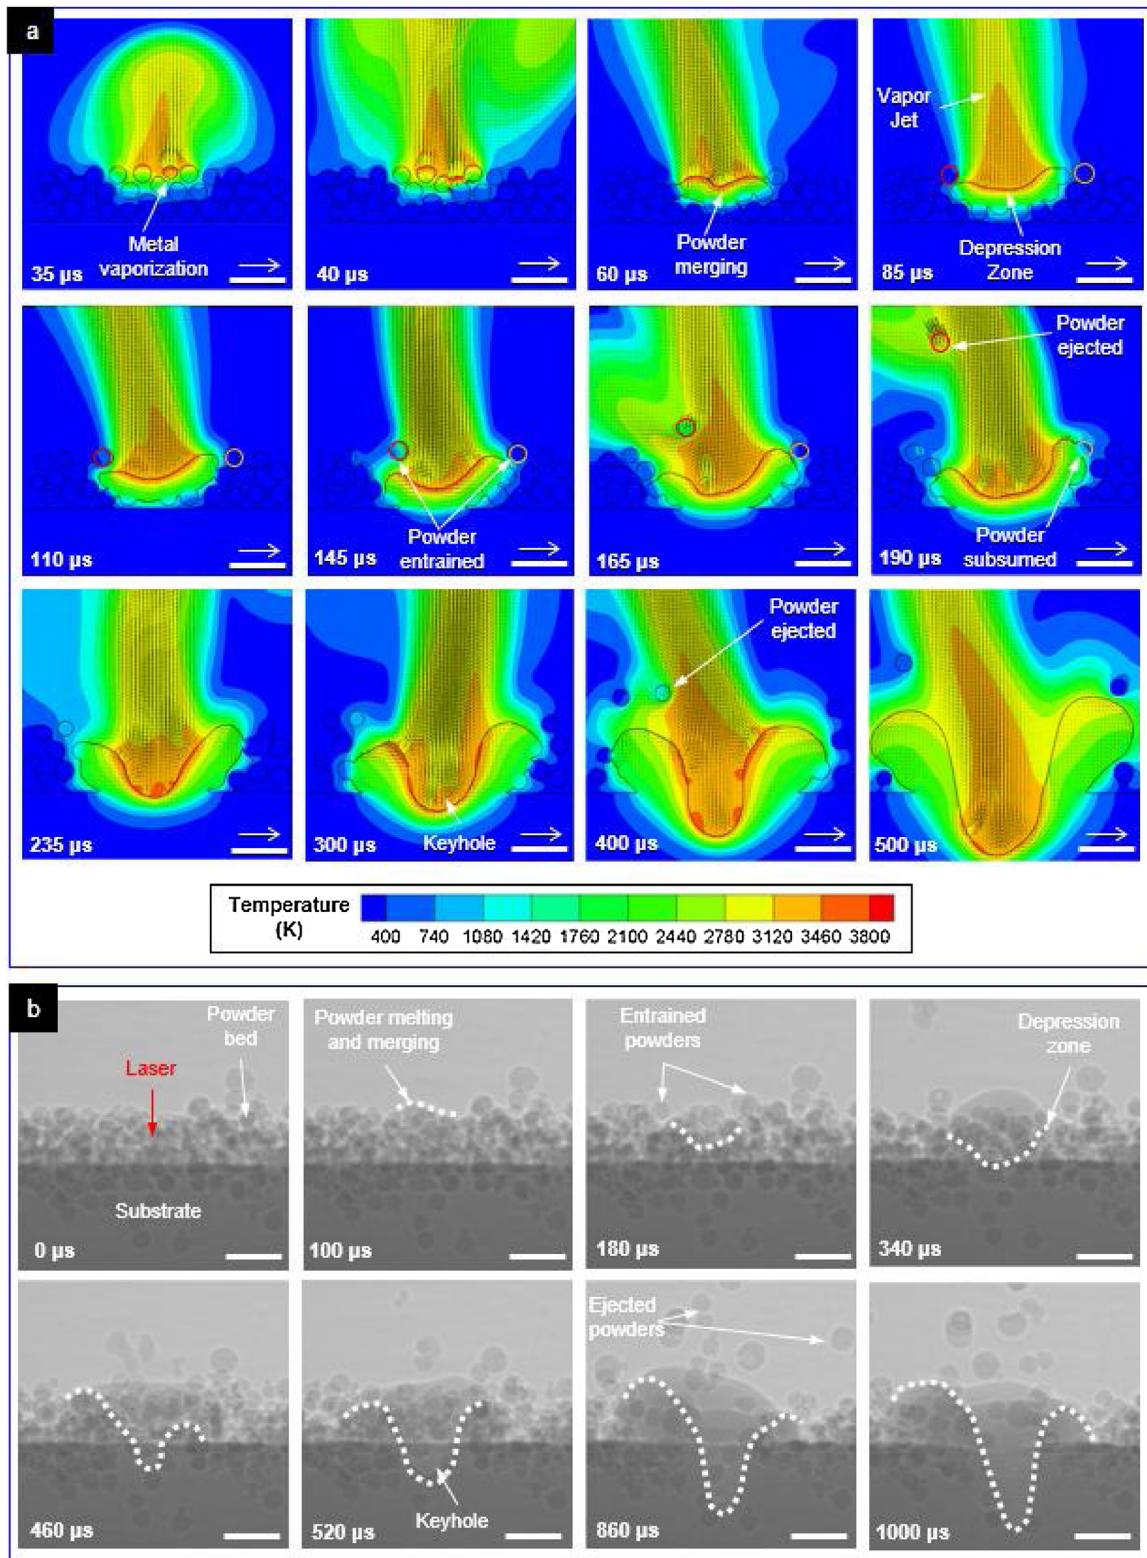 a
Metal
vaporization
35 µs
40 µs
Powder
merging
60 µs
Vapor
Jet
Depression
Zone
85 µs
110 µs
Powder
entrained
145 µs
165 µs
Powder
ejected
Powder
subsumed
190 µs
235 µs
Keyhole
300 µs
Powder
ejected
400 µs
500 µs
Temperature
(K)
400 740 1080 1420 1760 2100 2440 2780 3120 3460 3800
b
Powder
bed
Laser
Substrate
0 µs
Powder melting
and merging
100 µs
Entrained
powders
180 µs
Depression
zone
340 µs
460 µs
Keyhole
520 µs
Ejected
powders
860 µs
1000 µs